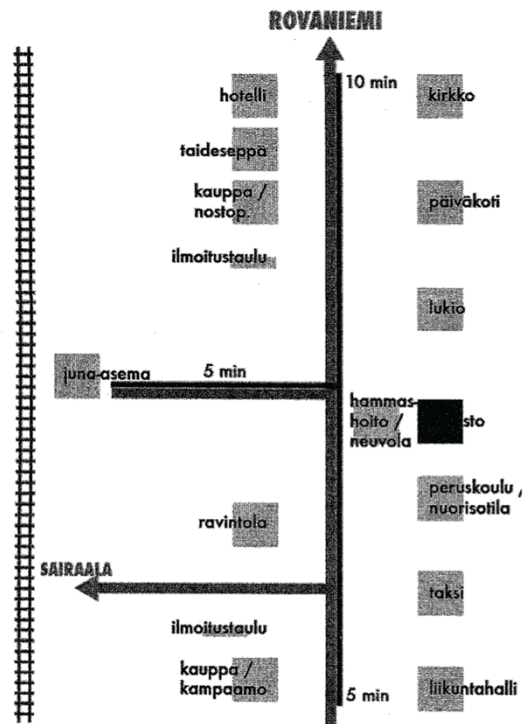 ROVANIEMI
10 min
hotelli
kirkko
taideseppä
kauppa /
nostop.
päiväkoti
ilmoitustaulu
lukio
juna-asema
5 min
hammas-
hoito /
neuvola
sto
peruskoulu /
nuorisotila
ravintola
SAIRAALA
taksi
ilmoitustaulu
kauppa /
kampaamo
5 min
liikuntahalli